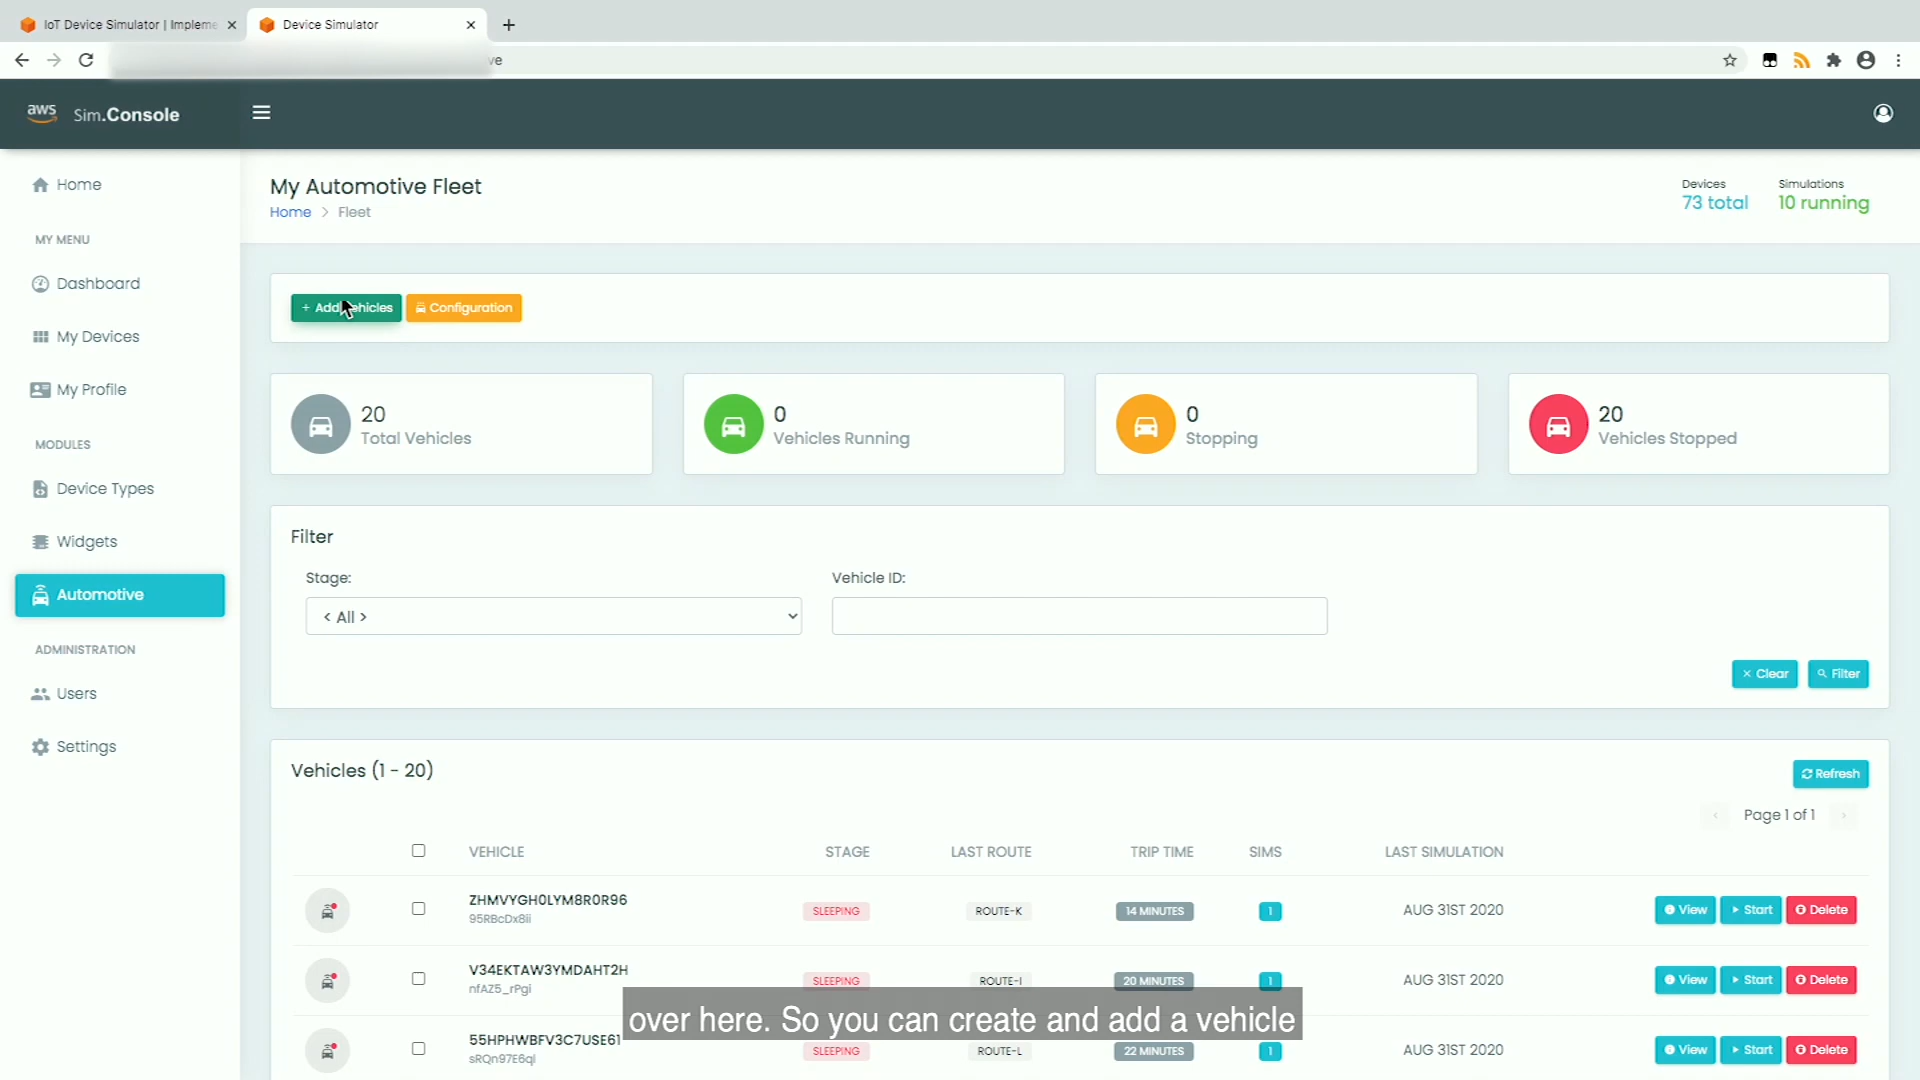 IoT Device Simulator | Impleme
Device Simulator
ve
aws Sim.Console
Home
MY MENU
Dashboard
My Devices
My Profile
MODULES
Device Types
Widgets
Automotive
ADMINISTRATION
Users
Settings
My Automotive Fleet
Home > Fleet
Devices
73 total
Simulations
10 running
+ Add Vehicles
Configuration
20
Total Vehicles
0
Vehicles Running
0
Stopping
20
Vehicles Stopped
Filter
Stage:
< All >
Vehicle ID:
× Clear
Filter
Vehicles (1 - 20)
Refresh
‹ Page 1 of 1 ›
VEHICLE STAGE LAST ROUTE TRIP TIME SIMS LAST SIMULATION
ZHMVYGH0LYM8R0R96 SLEEPING ROUTE-K 14 MINUTES 1 AUG 31ST 2020 View Start Delete
95RBcDx8ii
V34EKTAW3YMDAHT2H SLEEPING ROUTE-I 20 MINUTES 1 AUG 31ST 2020 View Start Delete
nfAZ5_rPgi
over here. So you can create and add a vehicle
55HPHWBFV3C7USE61 SLEEPING ROUTE-L 22 MINUTES 1 AUG 31ST 2020 View Start Delete
sRQn97E6ql